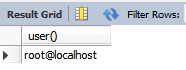 Result Grid Filter Rows:
user()
root@localhost